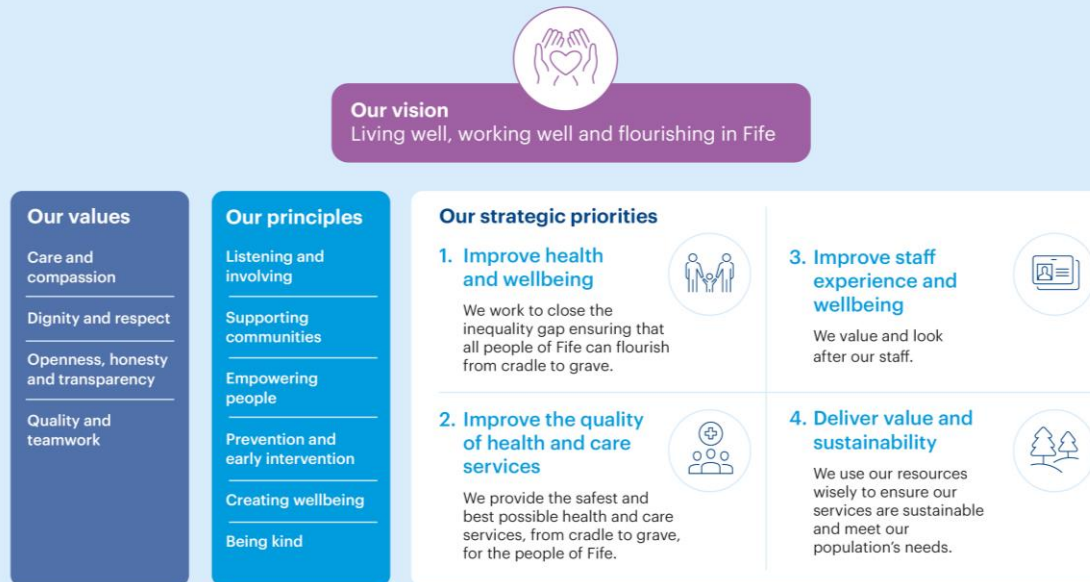 Our vision
Living well, working well and flourishing in Fife
Our values
Care and
compassion
Dignity and respect
Openness, honesty
and transparency
Quality and
teamwork
Our principles
Listening and
involving
Supporting
communities
Empowering
people
Prevention and
early intervention
Creating wellbeing
Being kind
Our strategic priorities
1. Improve health
and wellbeing
We work to close the
inequality gap ensuring that
all people of Fife can flourish
from cradle to grave.
2. Improve the quality
of health and care
services
We provide the safest and
best possible health and care
services, from cradle to grave,
for the people of Fife.
3. Improve staff
experience and
wellbeing
We value and look
after our staff.
4. Deliver value and
sustainability
We use our resources
wisely to ensure our
services are sustainable
and meet our
population's needs.